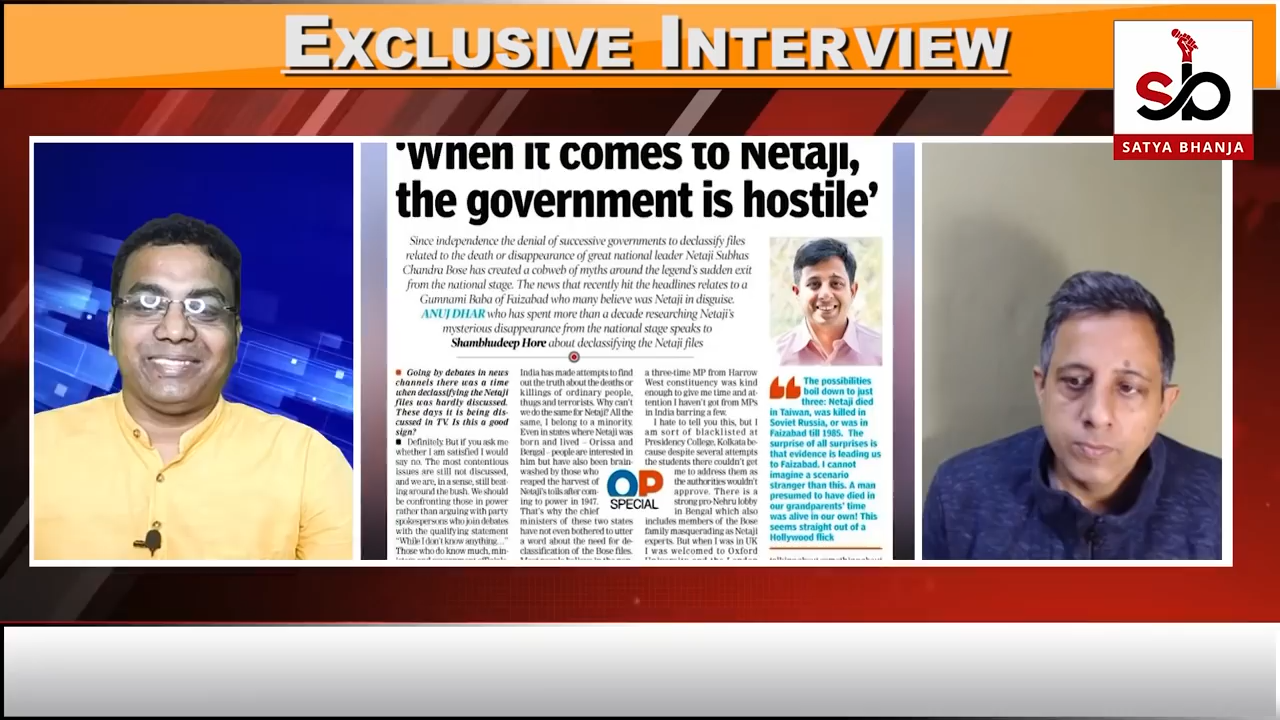 EXCLUSIVE INTERVIEW
sb
SATYA BHANJA
'When it comes to Netaji,
the government is hostile'
Since independence the denial of successive governments to declassify files
related to the death or disappearance of great national leader Netaji Subhas
Chandra Bose has created a cobweb of myths around the legend's sudden exit
from the national stage. The news that recently hit the headlines relates to a
Gumnami Baba of Faizabad who many believe was Netaji in disguise.
ANUJ DHAR who has spent more than a decade researching Netaji's
mysterious disappearance from the national stage speaks to
Shambhudeep Hore about declassifying the Netaji files
Going by debates in news
channels there was a time
when declassifying the Netaji
files was hardly discussed.
These days it is being dis-
cussed in TV. Is this a good
sign?
Definitely. But if you ask me
whether I am satisfied I would
say no. The most contentious
issues are still not discussed,
and we are, in a sense, still beat-
ing around the bush. We should
be confronting those in power
rather than arguing with party
spokespersons who join debates
with the qualifying statement
"While I don't know anything..."
Those who do know much, min-
India has made attempts to find
out the truth about the deaths or
killings of ordinary people,
thugs and terrorists. Why can't
we do the same for Netaji? All the
same, I belong to a minority.
Even in states where Netaji was
born and lived – Orissa and
Bengal – people are interested in
him but have also been brain-
washed by those who
reaped the harvest of
Netaji's toils after com-
ing to power in 1947.
That's why the chief
ministers of these two states
have not even bothered to utter
a word about the need for de-
classification of the Bose files.
OP
SPECIAL
a three-time MP from Harrow
West constituency was kind
enough to give me time and at-
tention I haven't got from MPs
in India barring a few.
I hate to tell you this, but I
am sort of blacklisted at
Presidency College, Kolkata be-
cause despite several attempts
the students there couldn't get
me to address them as
the authorities wouldn't
approve. There is a
strong pro-Nehru lobby
in Bengal which also
includes members of the Bose
family masquerading as Netaji
experts. But when I was in UK
I was welcomed to Oxford
The possibilities
boil down to just
three: Netaji died
in Taiwan, was killed in
Soviet Russia, or was in
Faizabad till 1985. The
surprise of all surprises is
that evidence is leading us
to Faizabad. I cannot
imagine a scenario
stranger than this. A man
presumed to have died in
our grandparents' time
was alive in our own! This
seems straight out of a
Hollywood flick